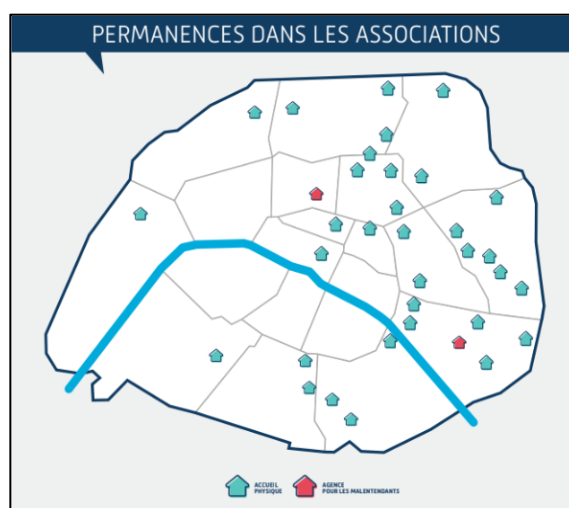 PERMANENCES DANS LES ASSOCIATIONS
ACCUEIL
PHYSIQUE
AGENCE
POUR LES MALENTENDANTS